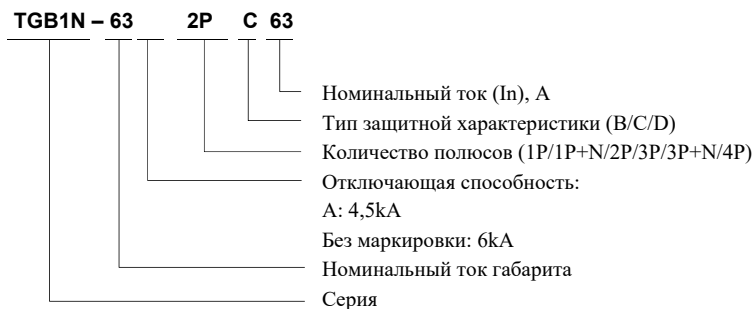 TGB1N – 63 2P C 63
Номинальный ток (In), А
Тип защитной характеристики (B/C/D)
Количество полюсов (1P/1P+N/2P/3P/3P+N/4P)
Отключающая способность:
A: 4,5kA
Без маркировки: 6kA
Номинальный ток габарита
Серия